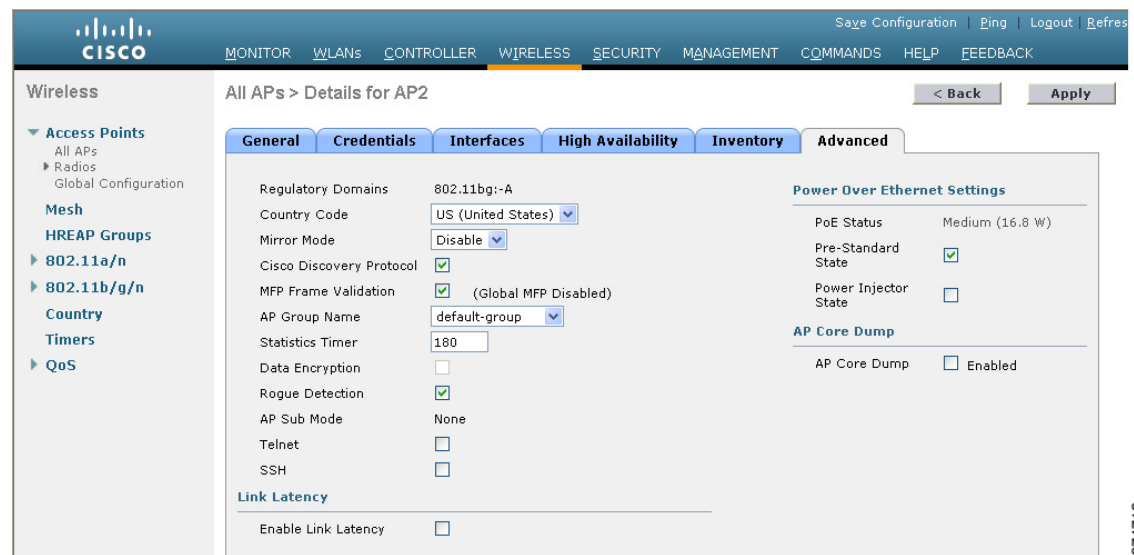 Save Configuration | Ping | Logout | Refres
CISCO
MONITOR WLANs CONTROLLER WIRELESS SECURITY MANAGEMENT COMMANDS HELP FEEDBACK
Wireless
Access Points
All APs
Radios
Global Configuration
Mesh
HREAP Groups
802.11a/n
802.11b/g/n
Country
Timers
QoS
All APs > Details for AP2
< Back Apply
General Credentials Interfaces High Availability Inventory Advanced
Regulatory Domains 802.11bg:-A
Country Code US (United States)
Mirror Mode Disable
Cisco Discovery Protocol
MFP Frame Validation (Global MFP Disabled)
AP Group Name default-group
Statistics Timer 180
Data Encryption
Rogue Detection
AP Sub Mode None
Telnet
SSH
Link Latency
Enable Link Latency
Power Over Ethernet Settings
PoE Status Medium (16.8 W)
Pre-Standard
State
Power Injector
State
AP Core Dump
AP Core Dump Enabled